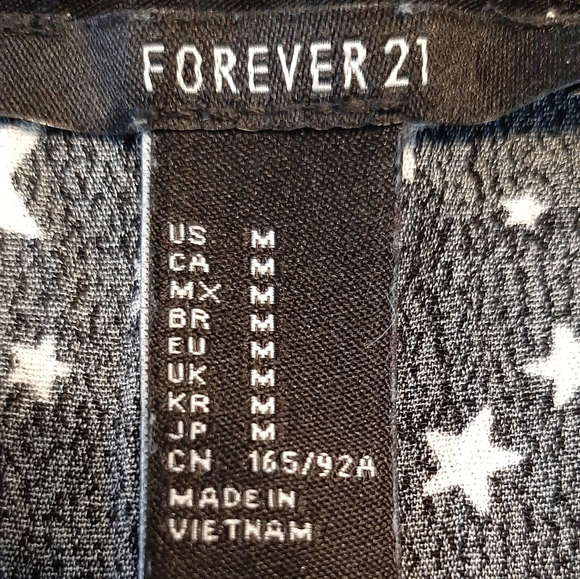 FOREVER 21
US M
CA M
MX M
BR M
EU M
UK M
KR M
JP M
CN 165/92A
MADE IN
VIETNAM